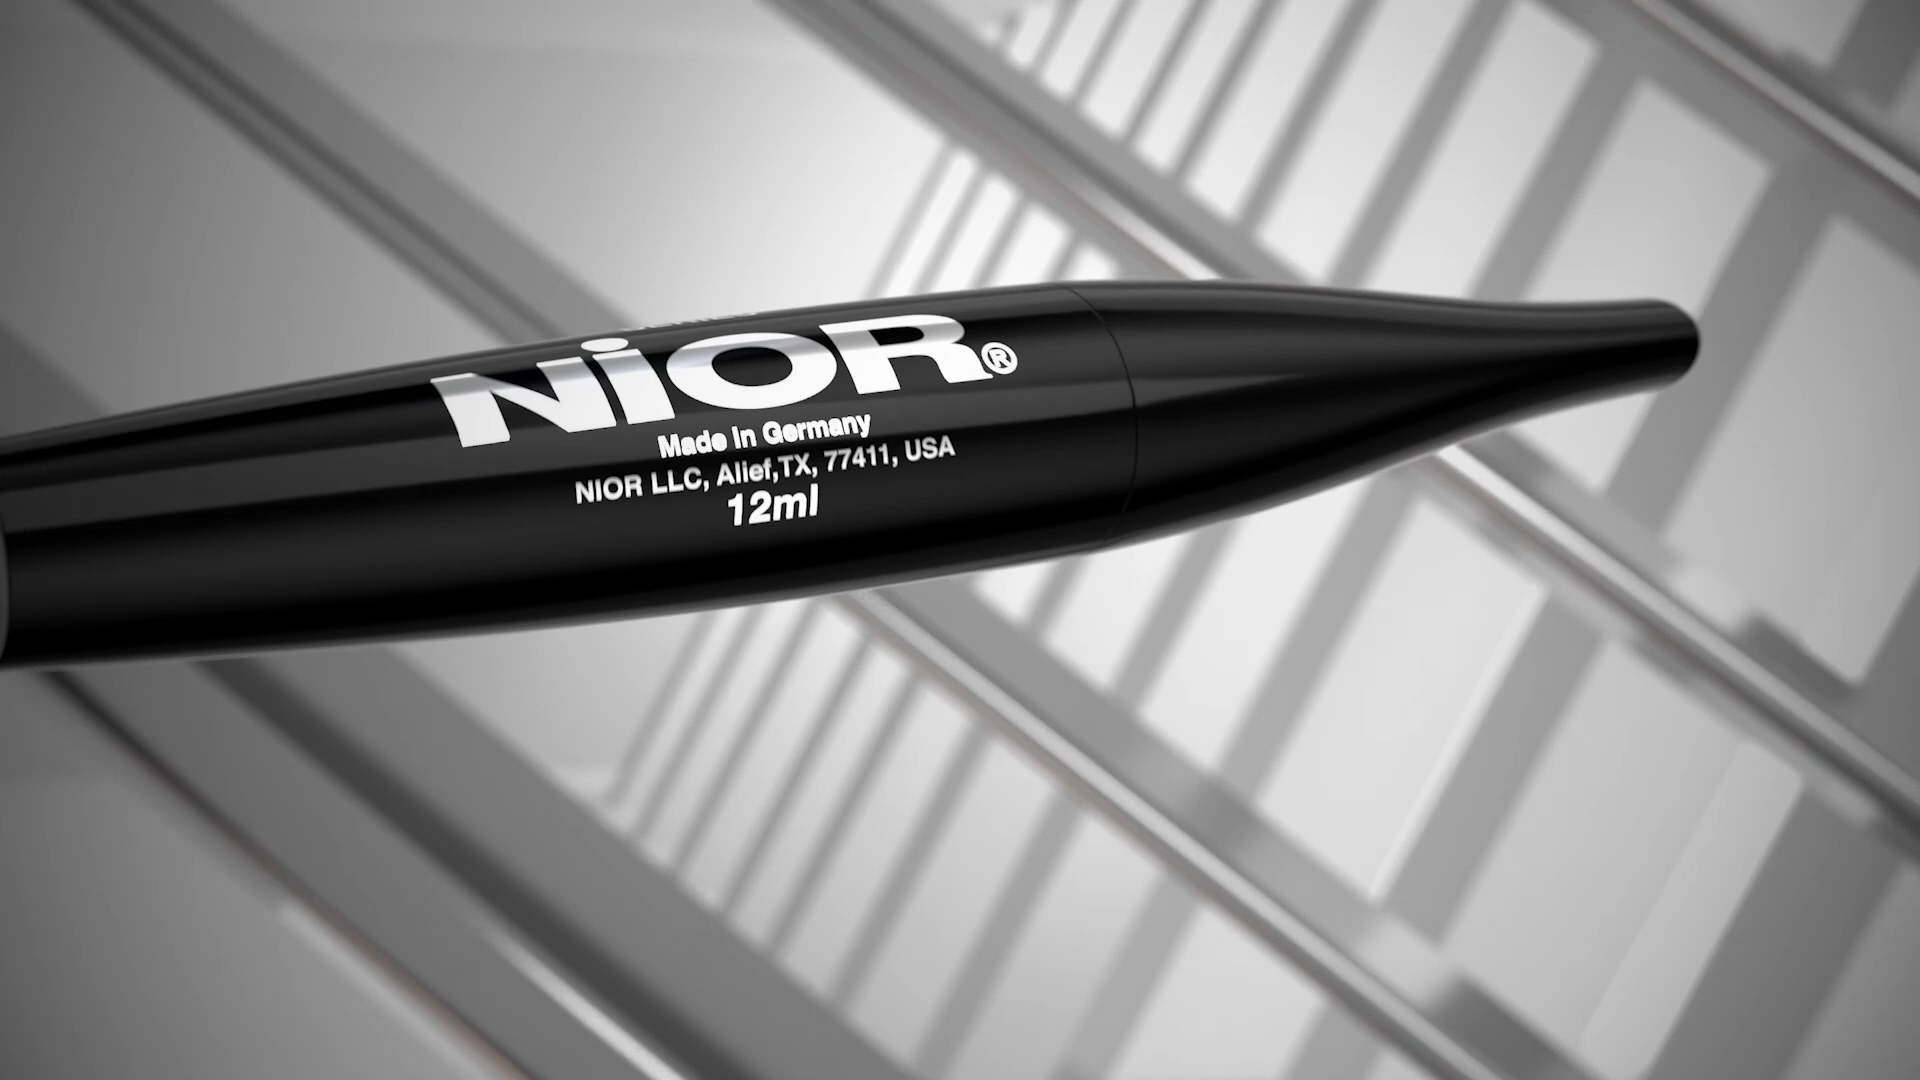 NiOR®
Made in Germany
NIOR LLC, Alief,TX, 77411, USA
12ml